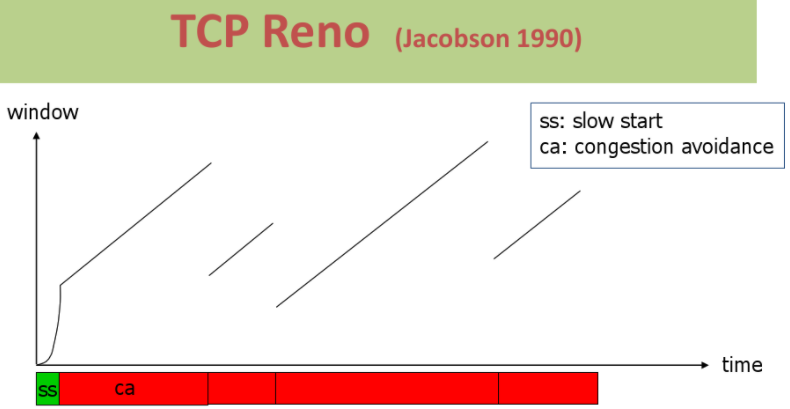 TCP Reno (Jacobson 1990)
window
ss: slow start
ca: congestion avoidance
time
ss
ca